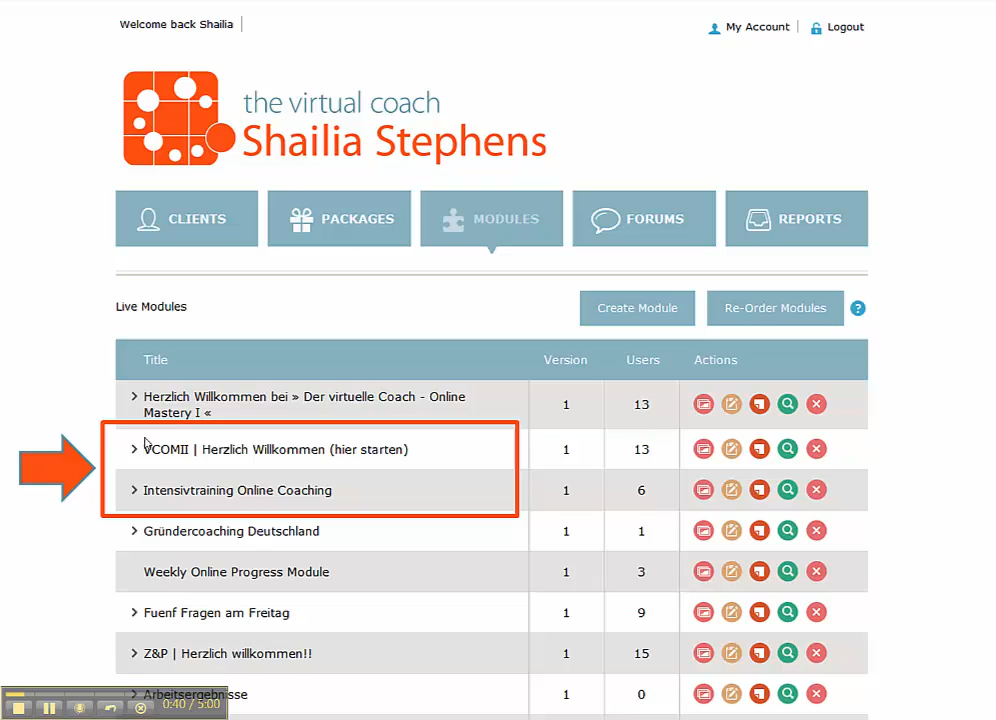 Welcome back Shailia
My Account
Logout
the virtual coach
Shailia Stephens
CLIENTS
PACKAGES
MODULES
FORUMS
REPORTS
Live Modules
Create Module
Re-Order Modules
?
Title Version Users Actions
Herzlich Willkommen bei » Der virtuelle Coach - Online
Mastery I «
1 13
VCOMII | Herzlich Willkommen (hier starten) 1 13
Intensivtraining Online Coaching 1 6
Gründercoaching Deutschland 1 1
Weekly Online Progress Module 1 3
Fuenf Fragen am Freitag 1 9
Z&P | Herzlich willkommen!! 1 15
Arbeitsergebnisse 1 0
0:40 / 5:00